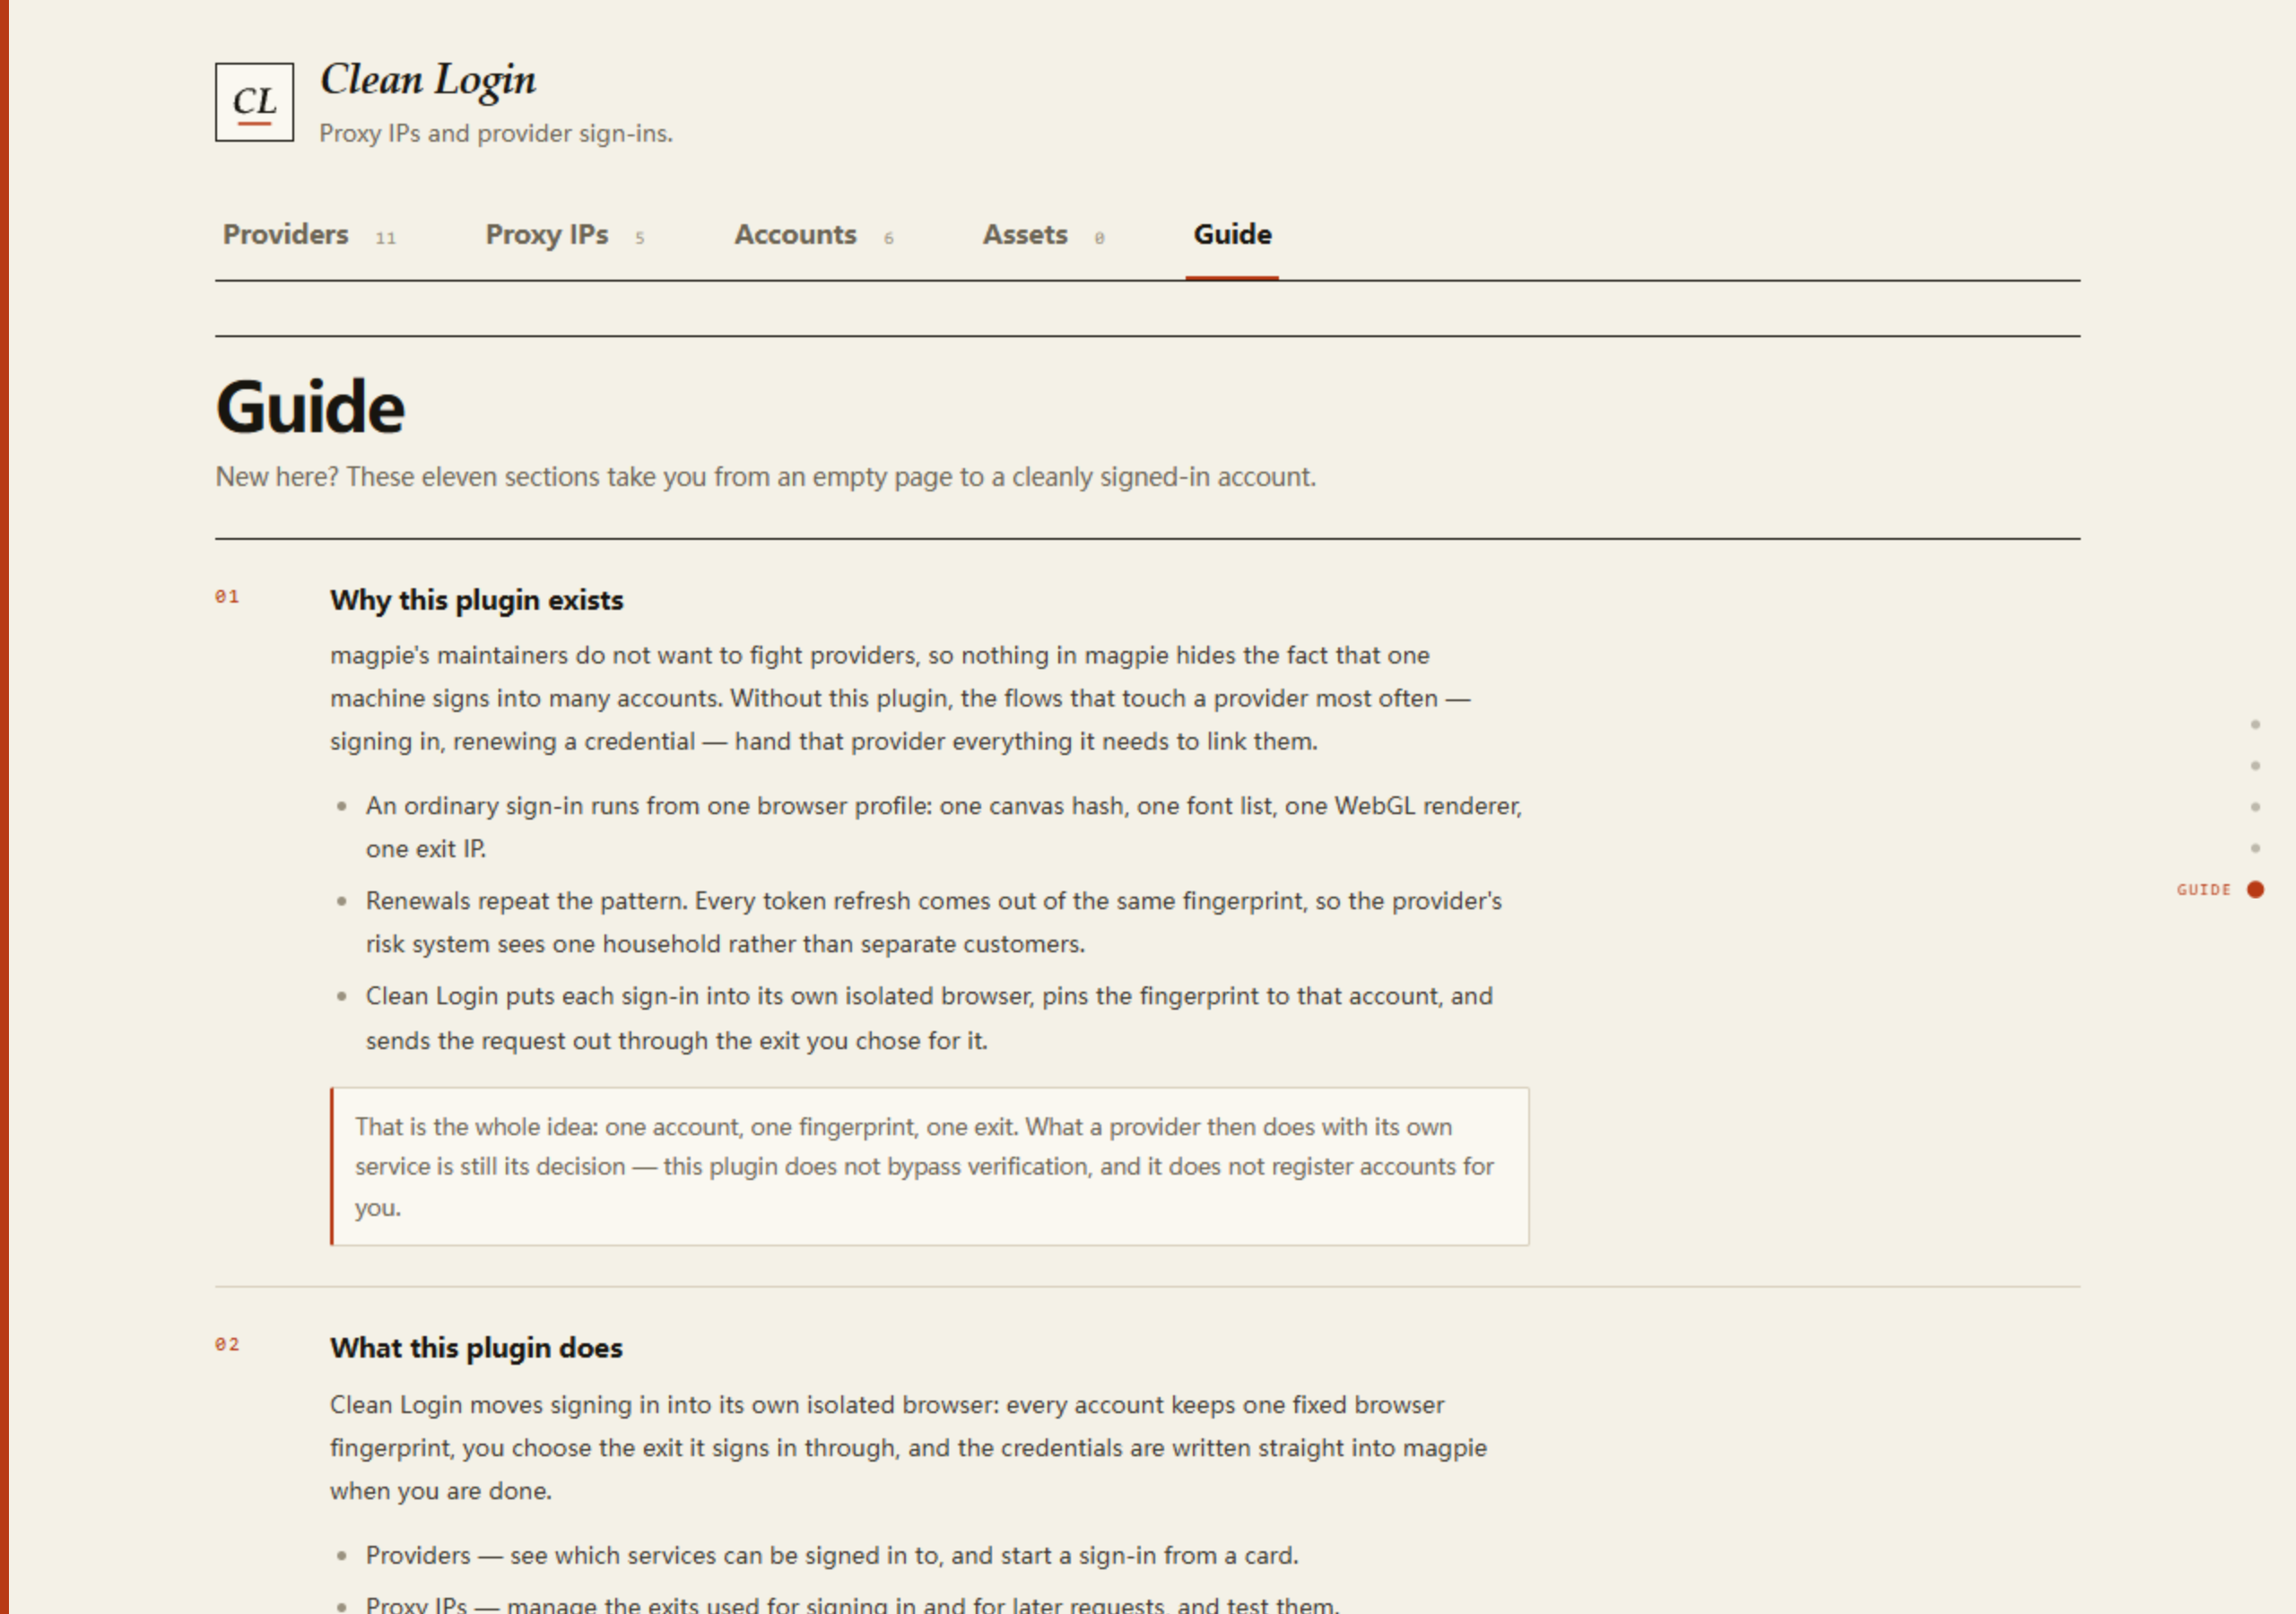 CL
Clean Login
Proxy IPs and provider sign-ins.
Providers 11 Proxy IPs 5 Accounts 6 Assets 0 Guide
Guide
New here? These eleven sections take you from an empty page to a cleanly signed-in account.
01 Why this plugin exists
magpie's maintainers do not want to fight providers, so nothing in magpie hides the fact that one
machine signs into many accounts. Without this plugin, the flows that touch a provider most often —
signing in, renewing a credential — hand that provider everything it needs to link them.
• An ordinary sign-in runs from one browser profile: one canvas hash, one font list, one WebGL renderer,
one exit IP.
• Renewals repeat the pattern. Every token refresh comes out of the same fingerprint, so the provider's
risk system sees one household rather than separate customers.
• Clean Login puts each sign-in into its own isolated browser, pins the fingerprint to that account, and
sends the request out through the exit you chose for it.
GUIDE
That is the whole idea: one account, one fingerprint, one exit. What a provider then does with its own
service is still its decision — this plugin does not bypass verification, and it does not register accounts for
you.
02 What this plugin does
Clean Login moves signing in into its own isolated browser: every account keeps one fixed browser
fingerprint, you choose the exit it signs in through, and the credentials are written straight into magpie
when you are done.
• Providers — see which services can be signed in to, and start a sign-in from a card.
• Proxy IPs — manage the exits used for signing in and for later requests, and test them.